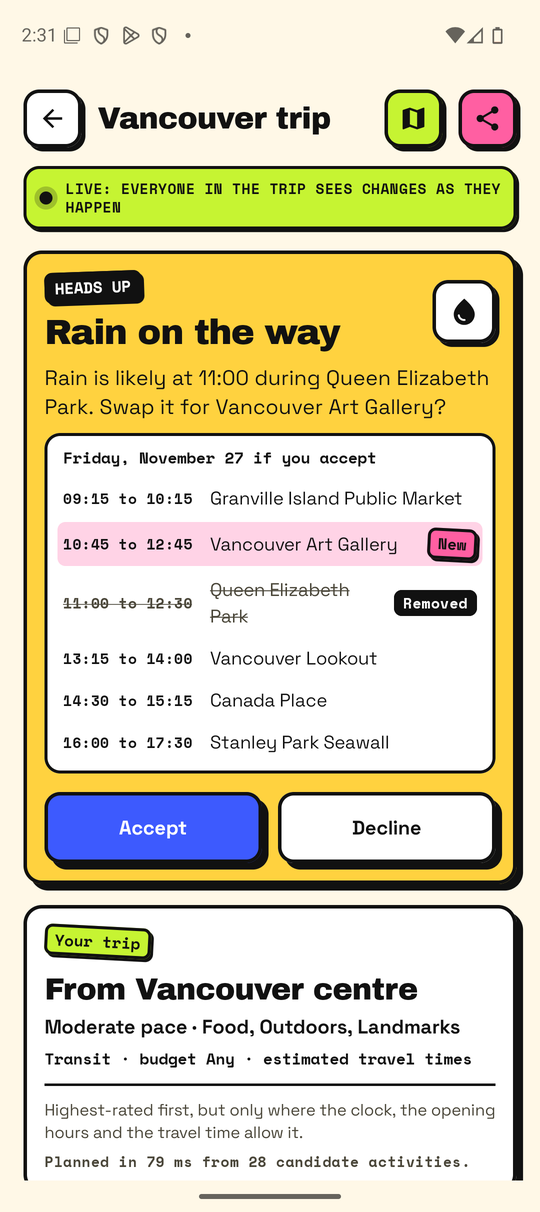 2:31
Vancouver trip
LIVE: EVERYONE IN THE TRIP SEES CHANGES AS THEY
HAPPEN
HEADS UP
Rain on the way
Rain is likely at 11:00 during Queen Elizabeth
Park. Swap it for Vancouver Art Gallery?
Friday, November 27 if you accept
09:15 to 10:15 Granville Island Public Market
10:45 to 12:45 Vancouver Art Gallery New
11:00 to 12:30 Queen Elizabeth
Park Removed
13:15 to 14:00 Vancouver Lookout
14:30 to 15:15 Canada Place
16:00 to 17:30 Stanley Park Seawall
Accept Decline
Your trip
From Vancouver centre
Moderate pace · Food, Outdoors, Landmarks
Transit · budget Any · estimated travel times
Highest-rated first, but only where the clock, the opening
hours and the travel time allow it.
Planned in 79 ms from 28 candidate activities.